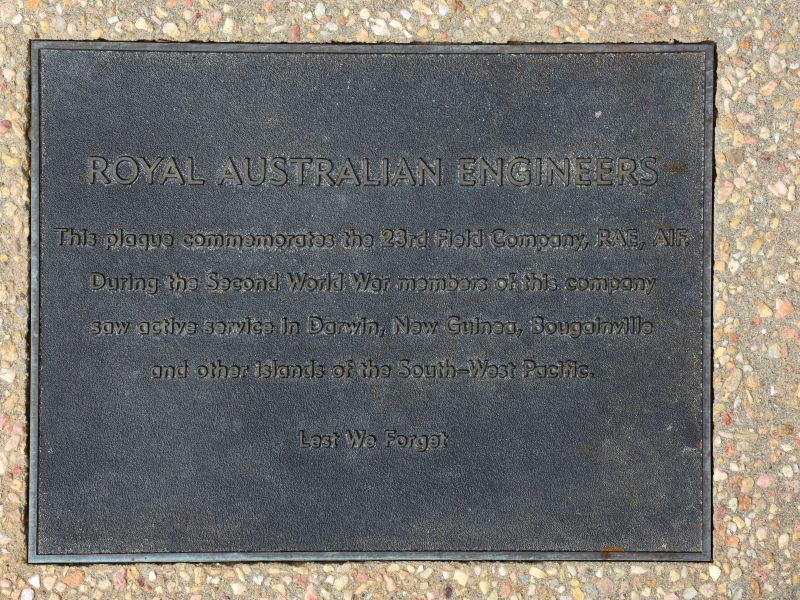 ROYAL AUSTRALIAN ENGINEERS
This plaque commemorates the 23rd Field Company, RAE, AIF.
During the Second World War members of this company
saw active service in Darwin, New Guinea, Bougainville
and other islands of the South-West Pacific.
Lest We Forget